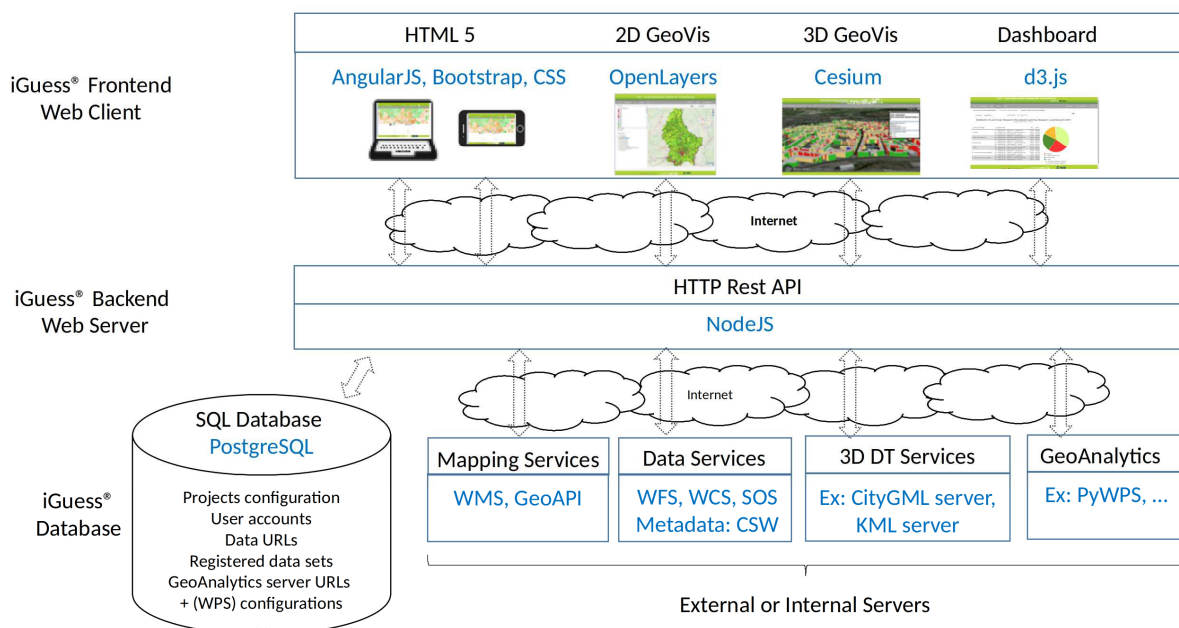 HTML 5
2D GeoVis
3D GeoVis
Dashboard
iGuess® Frontend
Web Client
AngularJS, Bootstrap, CSS
OpenLayers
Cesium
d3.js
Internet
iGuess® Backend
Web Server
HTTP Rest API
NodeJS
Internet
SQL Database
PostgreSQL
iGuess®
Database
Projects configuration
User accounts
Data URLs
Registered data sets
GeoAnalytics server URLs
+ (WPS) configurations
Mapping Services
WMS, GeoAPI
Data Services
WFS, WCS, SOS
Metadata: CSW
3D DT Services
Ex: CityGML server,
KML server
GeoAnalytics
Ex: PyWPS, ...
External or Internal Servers